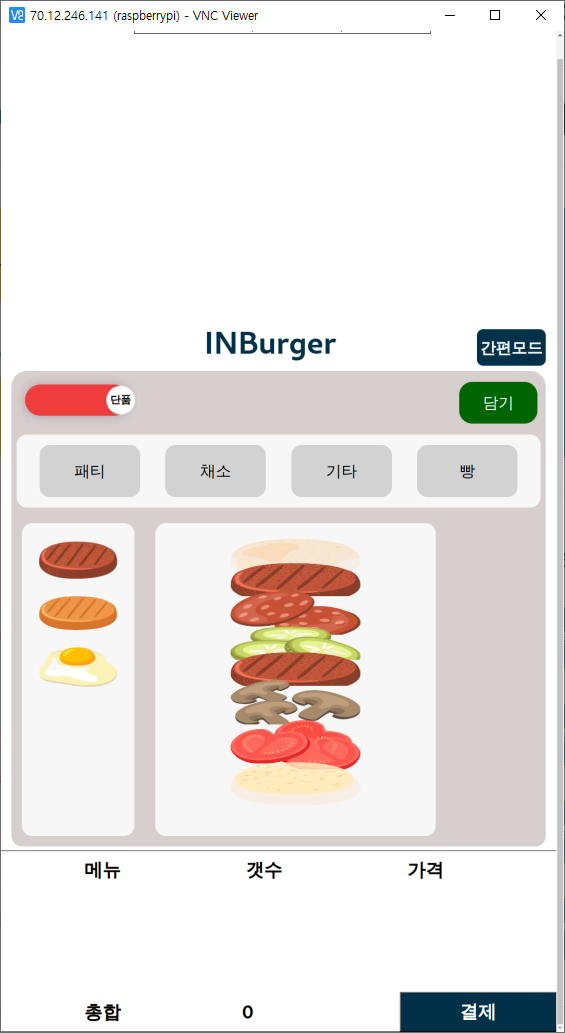 70.12.246.141 (raspberrypi) - VNC Viewer
INBurger
간편모드
단품
담기
패티 채소 기타 빵
메뉴 갯수 가격
총합 0 결제